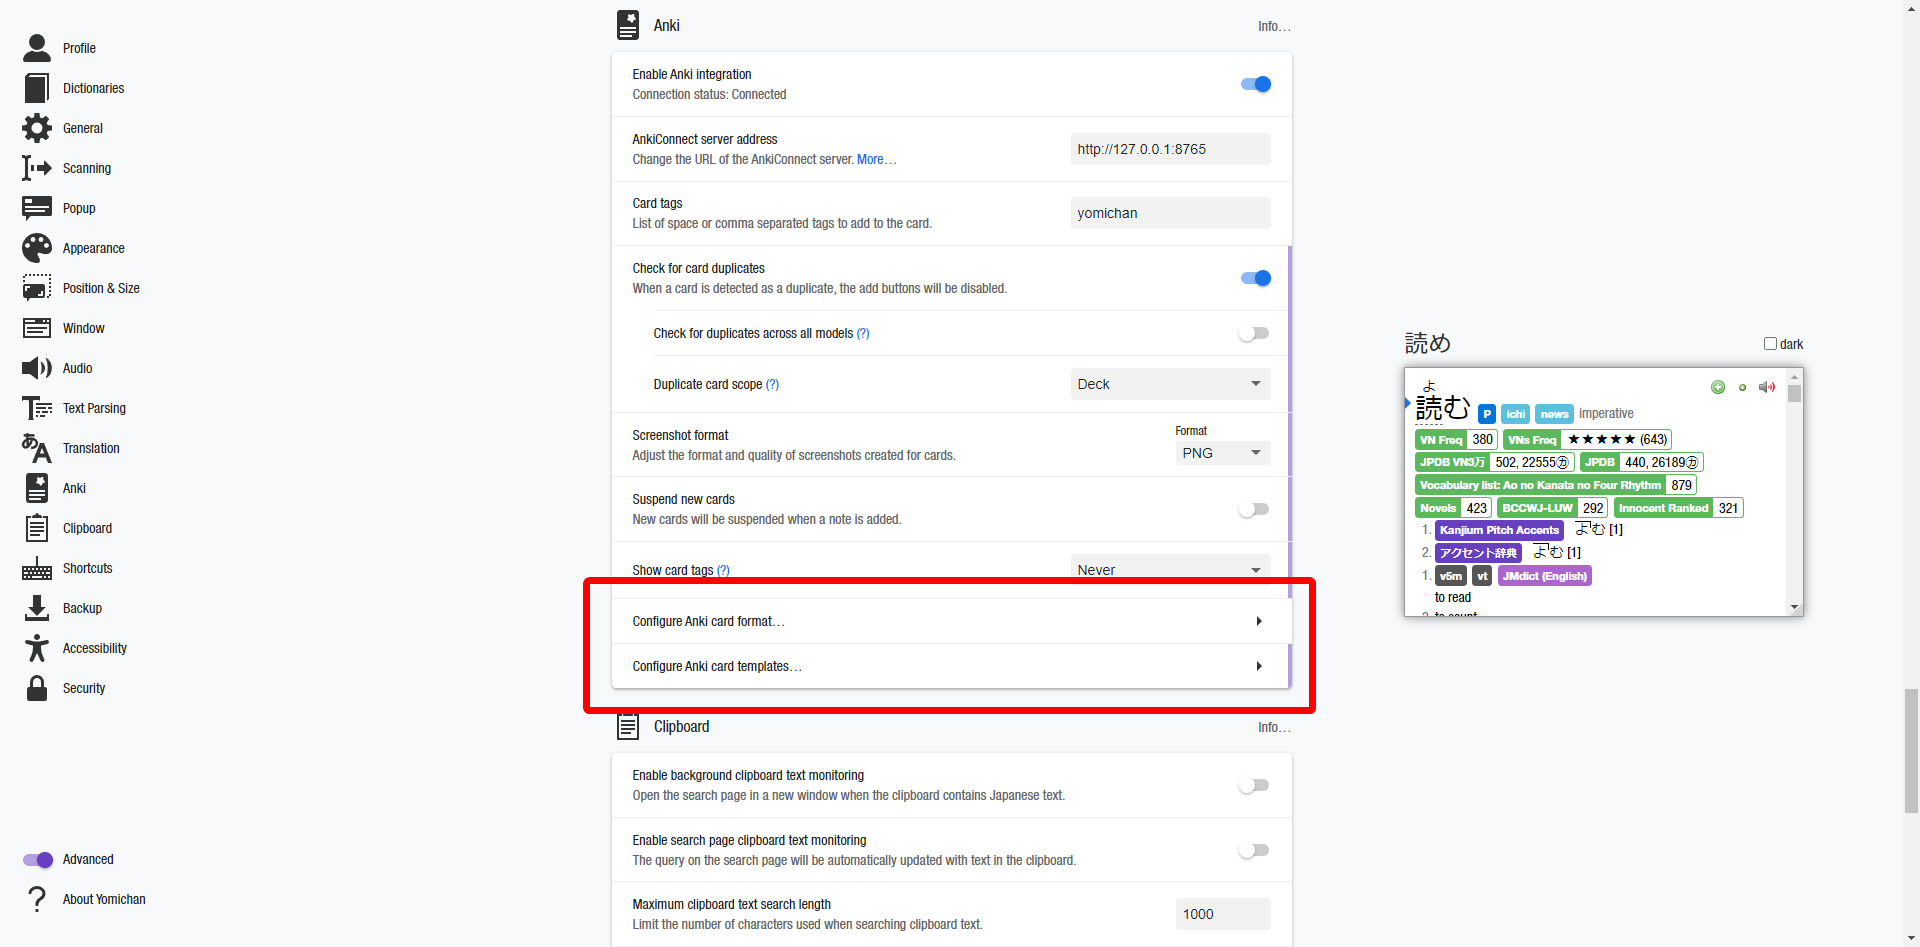 Profile
Dictionaries
General
Scanning
Popup
Appearance
Position & Size
Window
Audio
Text Parsing
Translation
Anki
Clipboard
Shortcuts
Backup
Accessibility
Security
Advanced
About Yomichan
Anki
Info…
Enable Anki integration
Connection status: Connected
AnkiConnect server address
Change the URL of the AnkiConnect server. More…
http://127.0.0.1:8765
Card tags
List of space or comma separated tags to add to the card.
yomichan
Check for card duplicates
When a card is detected as a duplicate, the add buttons will be disabled.
Check for duplicates across all models (?)
Duplicate card scope (?)
Deck
Screenshot format
Adjust the format and quality of screenshots created for cards.
Format
PNG
Suspend new cards
New cards will be suspended when a note is added.
Show card tags (?)
Never
Configure Anki card format…
Configure Anki card templates…
Clipboard
Info…
Enable background clipboard text monitoring
Open the search page in a new window when the clipboard contains Japanese text.
Enable search page clipboard text monitoring
The query on the search page will be automatically updated with text in the clipboard.
Maximum clipboard text search length
Limit the number of characters used when searching clipboard text.
1000
読め
dark
よ
読む P ichi news imperative
VN Freq 380 VNs Freq ★★★★★ (643)
JPDB VN3万 502, 22555㋕ JPDB 440, 26189㋕
Vocabulary list: Ao no Kanata no Four Rhythm 879
Novels 423 BCCWJ-LUW 292 Innocent Ranked 321
1. Kanjium Pitch Accents よむ [1]
2. アクセント辞典 よむ [1]
1. v5m vt JMdict (English)
to read
2. to count